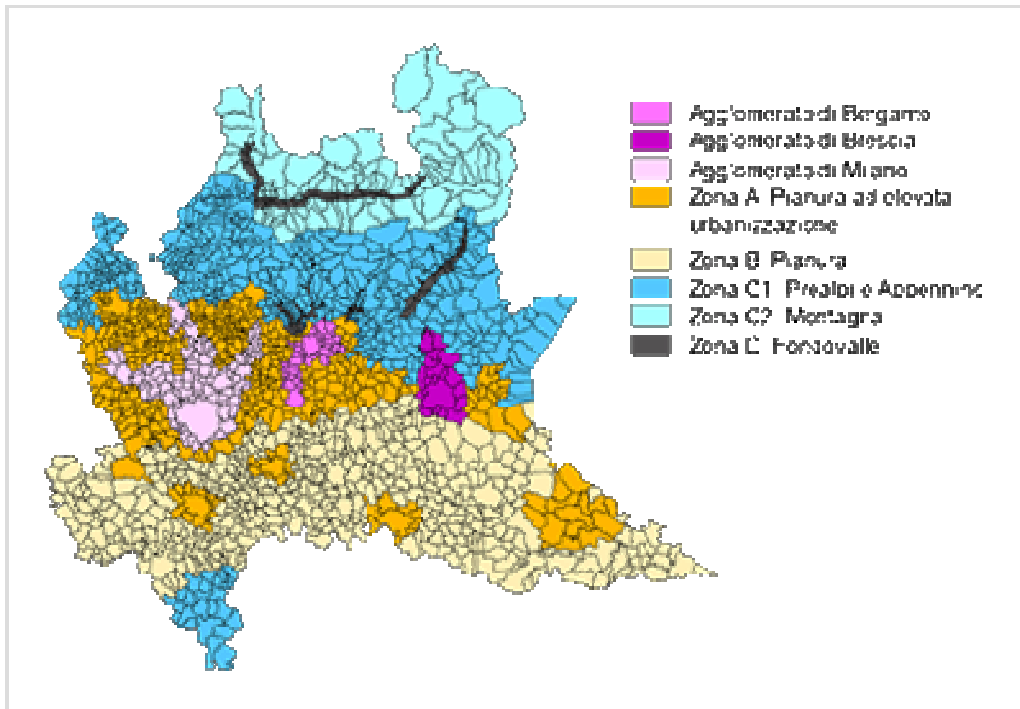 Agglomerato di Bergamo
Agglomerato di Brescia
Agglomerato di Milano
Zona A Pianura ad elevata
urbanizzazione
Zona B Pianura
Zona C1 Prealpi e Appennino
Zona C2 Montagna
Zona D Fondovalle